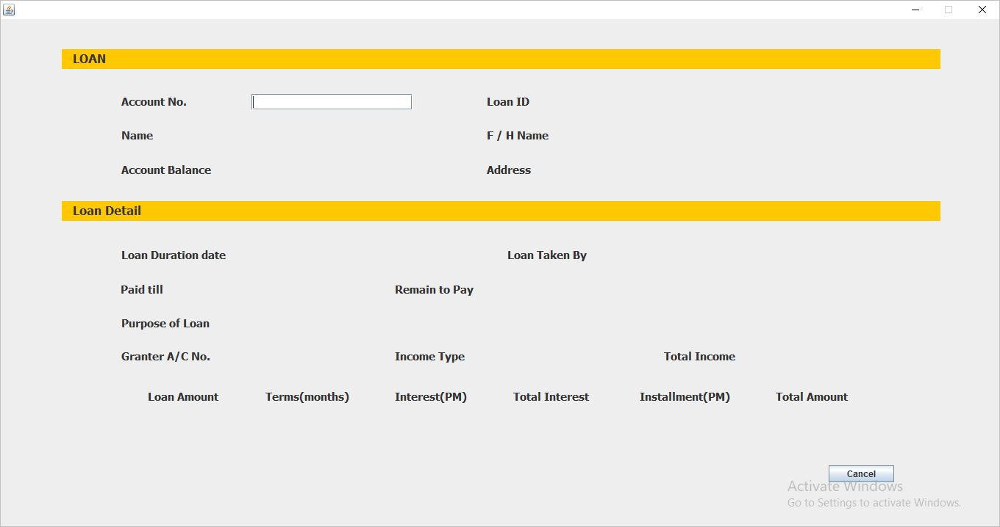 LOAN
Account No. Loan ID
Name F / H Name
Account Balance Address
Loan Detail
Loan Duration date Loan Taken By
Paid till Remain to Pay
Purpose of Loan
Granter A/C No. Income Type Total Income
Loan Amount Terms(months) Interest(PM) Total Interest Installment(PM) Total Amount
Cancel
Activate Windows
Go to Settings to activate Windows.